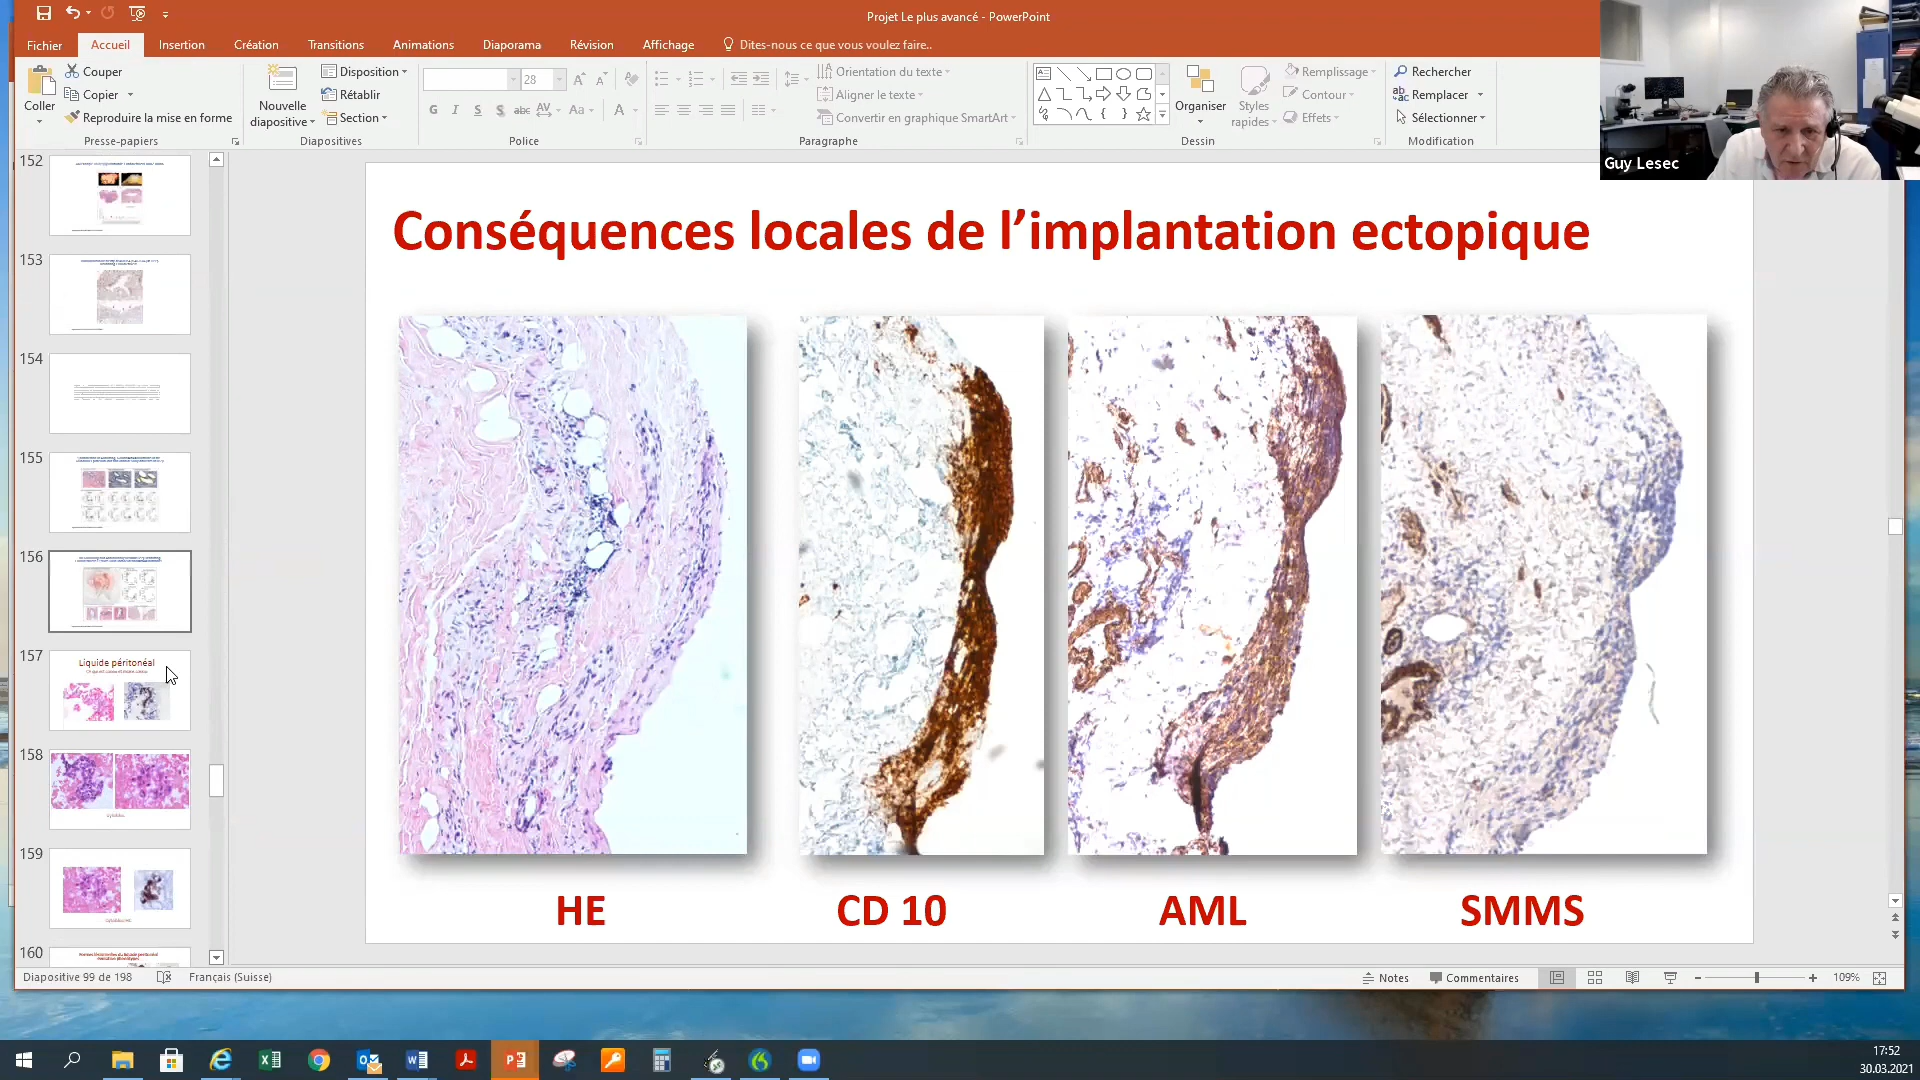 Projet Le plus avancé - PowerPoint
Fichier Accueil Insertion Création Transitions Animations Diaporama Révision Affichage Dites-nous ce que vous voulez faire..
Coller
Couper
Copier
Reproduire la mise en forme
Presse-papiers
Nouvelle diapositive
Disposition
Rétablir
Section
Diapositives
28
G I S S abc AV Aa A
Police
Orientation du texte
Aligner le texte
Convertir en graphique SmartArt
Paragraphe
Organiser
Styles rapides
Remplissage
Contour
Effets
Dessin
Rechercher
Remplacer
Sélectionner
Modification
Guy Lesec
152
153
154
155
156
157
Liquide péritonéal
158
159
160
Conséquences locales de l’implantation ectopique
HE CD 10 AML SMMS
Diapositive 99 de 198 Français (Suisse)
Notes Commentaires 109%
17:52
30.03.2021